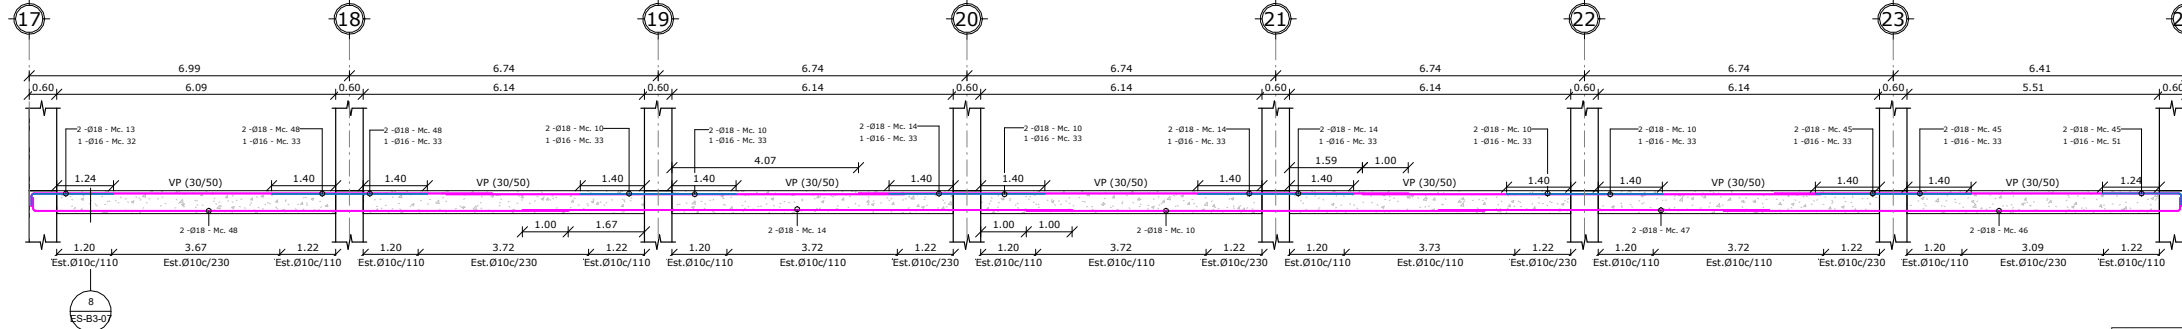 17 18 19 20 21 22 23
6.99 6.74 6.74 6.74 6.74 6.74 6.41
0.60 6.09 0.60 6.14 0.60 6.14 0.60 6.14 0.60 6.14 0.60 6.14 0.60 5.51 0.60
2 -Ø18 - Mc. 13 2 -Ø18 - Mc. 48 2 -Ø18 - Mc. 48 2 -Ø18 - Mc. 10 2 -Ø18 - Mc. 10 2 -Ø18 - Mc. 14 2 -Ø18 - Mc. 10 2 -Ø18 - Mc. 14 2 -Ø18 - Mc. 14 2 -Ø18 - Mc. 10 2 -Ø18 - Mc. 10 2 -Ø18 - Mc. 45 2 -Ø18 - Mc. 45 2 -Ø18 - Mc. 45
1 -Ø16 - Mc. 32 1 -Ø16 - Mc. 33 1 -Ø16 - Mc. 33 1 -Ø16 - Mc. 33 1 -Ø16 - Mc. 33 1 -Ø16 - Mc. 33 1 -Ø16 - Mc. 33 1 -Ø16 - Mc. 33 1 -Ø16 - Mc. 33 1 -Ø16 - Mc. 33 1 -Ø16 - Mc. 33 1 -Ø16 - Mc. 33 1 -Ø16 - Mc. 33 1 -Ø16 - Mc. 51
4.07 1.59 1.00
1.24 VP (30/50) 1.40 1.40 VP (30/50) 1.40 1.40 VP (30/50) 1.40 1.40 VP (30/50) 1.40 1.40 VP (30/50) 1.40 1.40 VP (30/50) 1.40 1.40 VP (30/50) 1.24
2 -Ø18 - Mc. 48 1.00 1.67 2 -Ø18 - Mc. 14 1.00 1.00 2 -Ø18 - Mc. 10 2 -Ø18 - Mc. 47 2 -Ø18 - Mc. 46
1.20 3.67 1.22 1.20 3.72 1.22 1.20 3.72 1.22 1.20 3.72 1.22 1.20 3.73 1.22 1.20 3.72 1.22 1.20 3.09 1.22
Est.Ø10c/110 Est.Ø10c/230 Est.Ø10c/110 Est.Ø10c/110 Est.Ø10c/230 Est.Ø10c/110 Est.Ø10c/110 Est.Ø10c/110 Est.Ø10c/230 Est.Ø10c/110 Est.Ø10c/110 Est.Ø10c/230 Est.Ø10c/110 Est.Ø10c/110 Est.Ø10c/230 Est.Ø10c/110 Est.Ø10c/110 Est.Ø10c/230 Est.Ø10c/110 Est.Ø10c/230 Est.Ø10c/110
8
ES-B3-07